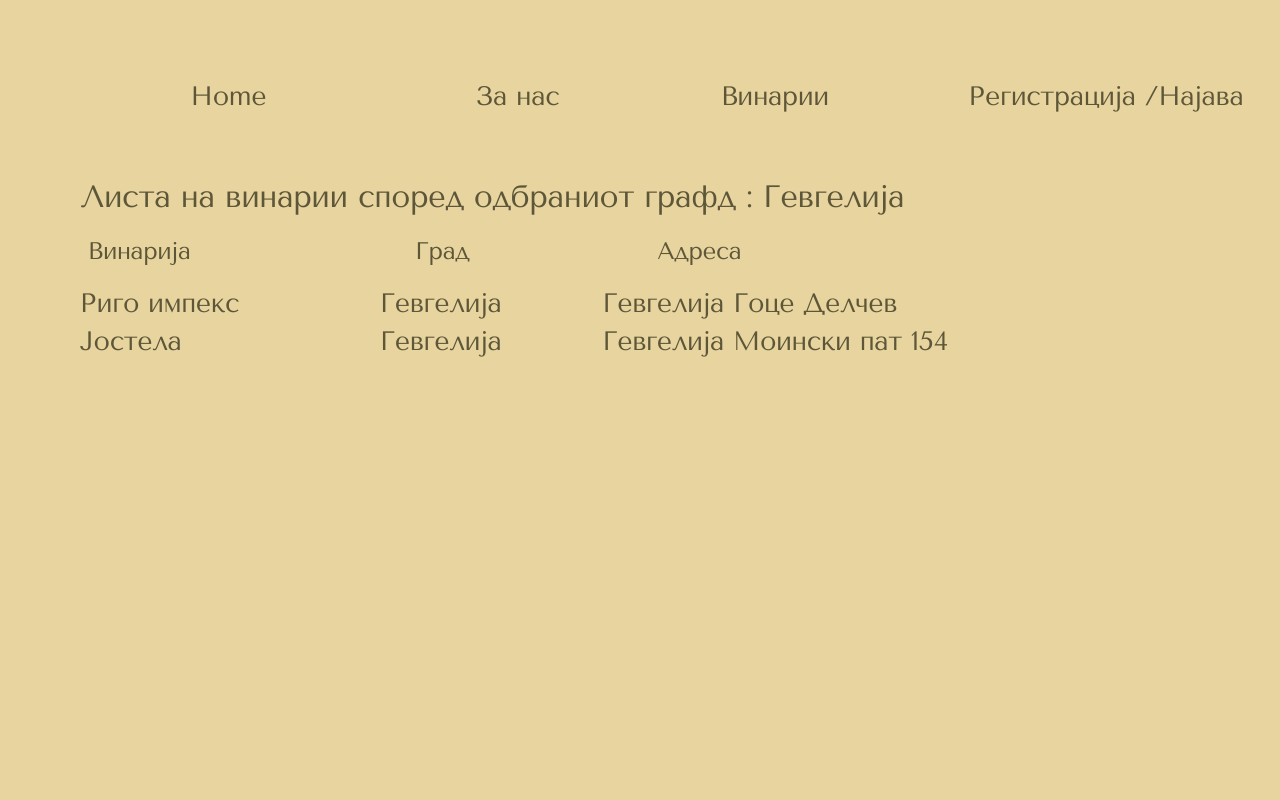 Home За нас Винарии Регистрација /Најава
Листа на винарии според одбраниот графд : Гевгелија
Винарија Град Адреса
Риго импекс Гевгелија Гевгелија Гоце Делчев
Јостела Гевгелија Гевгелија Моински пат 154